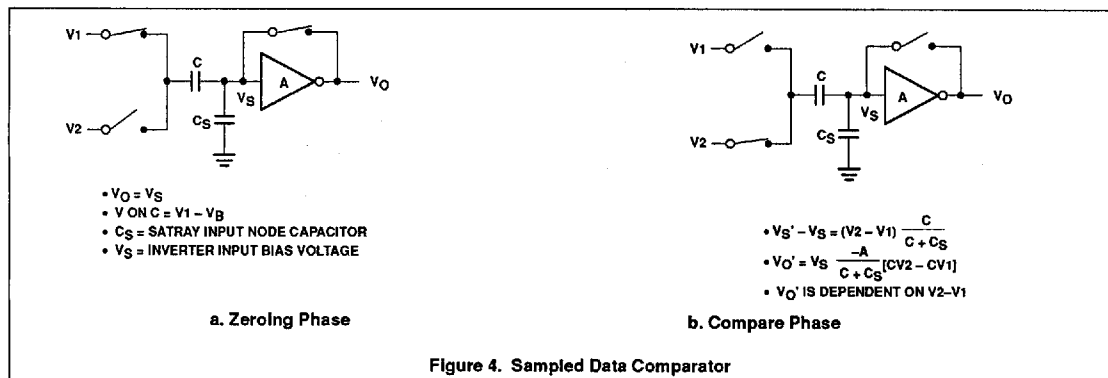 V1
V2
C
CS
VS
A
VO
• VO = VS
• V ON C = V1 – VB
• CS = SATRAY INPUT NODE CAPACITOR
• VS = INVERTER INPUT BIAS VOLTAGE
a. Zeroing Phase
V1
V2
C
CS
VS
A
VO
• VS' – VS = (V2 – V1) C / C + CS
• VO' = VS –A / C + CS [CV2 – CV1]
• VO' IS DEPENDENT ON V2–V1
b. Compare Phase
Figure 4. Sampled Data Comparator